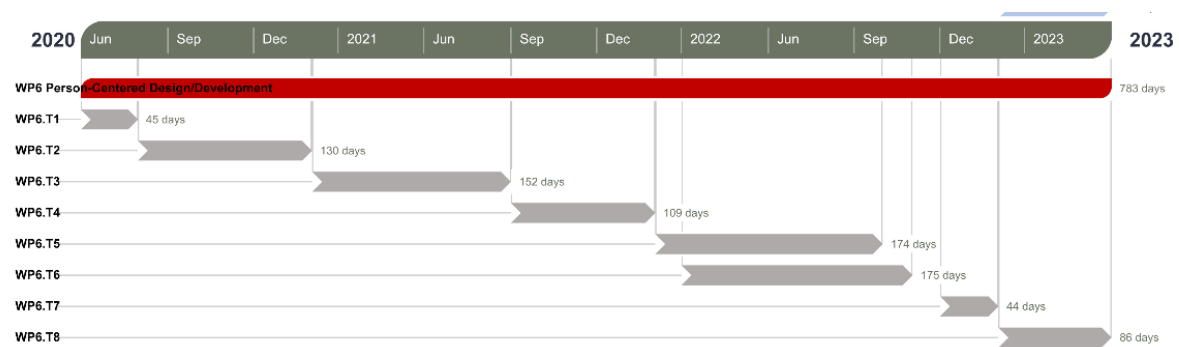 2020 Jun Sep Dec 2021 Jun Sep Dec 2022 Jun Sep Dec 2023 2023
WP6 Person-Centered Design/Development 783 days
WP6.T1 45 days
WP6.T2 130 days
WP6.T3 152 days
WP6.T4 109 days
WP6.T5 174 days
WP6.T6 175 days
WP6.T7 44 days
WP6.T8 86 days